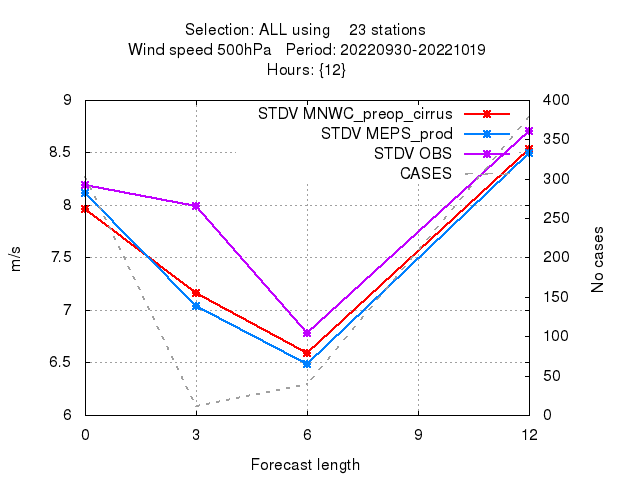 Selection: ALL using 23 stations
Wind speed 500hPa Period: 20220930-20221019
Hours: {12}
STDV MNWC_preop_cirrus
STDV MEPS_prod
STDV OBS
CASES
9
8.5
8
7.5
7
6.5
6
m/s
400
350
300
250
200
150
100
50
0
No cases
0 3 6 9 12
Forecast length